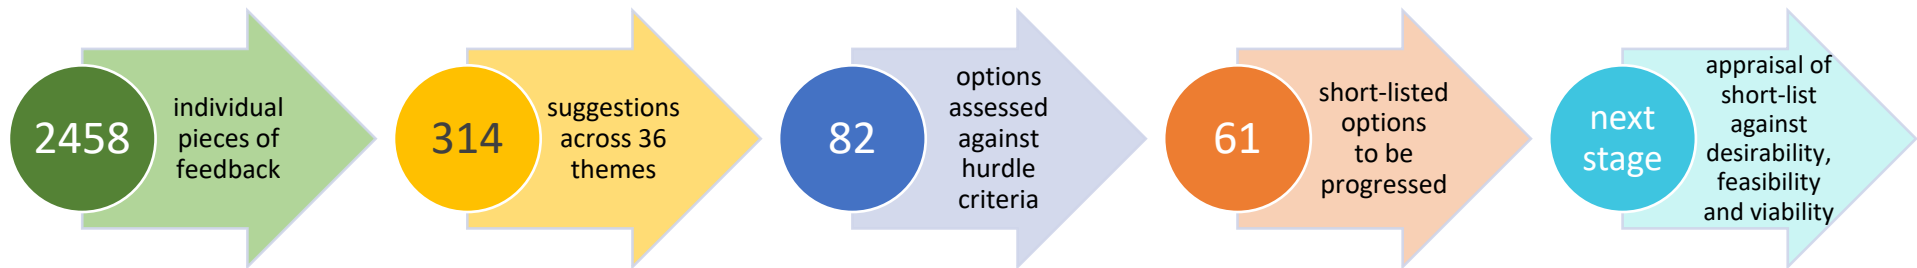 2458
individual
pieces of
feedback
314
suggestions
across 36
themes
82
options
assessed
against
hurdle
criteria
61
short-listed
options
to be
progressed
next
stage
appraisal of
short-list
against
desirability,
feasibility
and viability